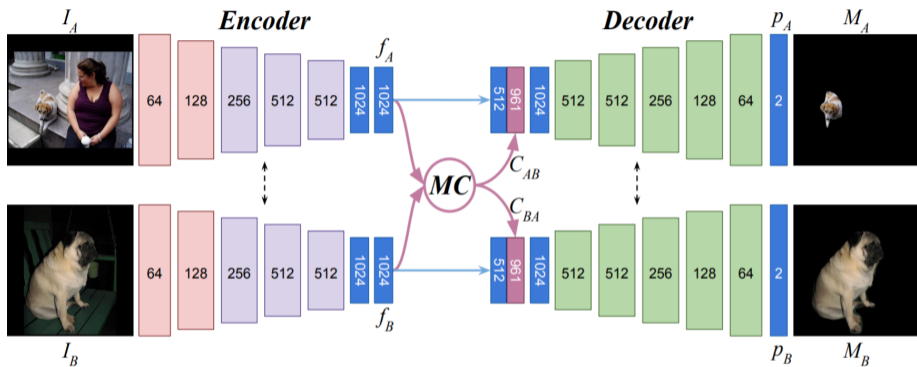 I_A Encoder f_A Decoder p_A M_A
64 128 256 512 512 1024 1024 512 961 1024 512 512 256 128 64 2
MC
C_AB
C_BA
64 128 256 512 512 1024 1024 512 961 1024 512 512 256 128 64 2
I_B f_B p_B M_B